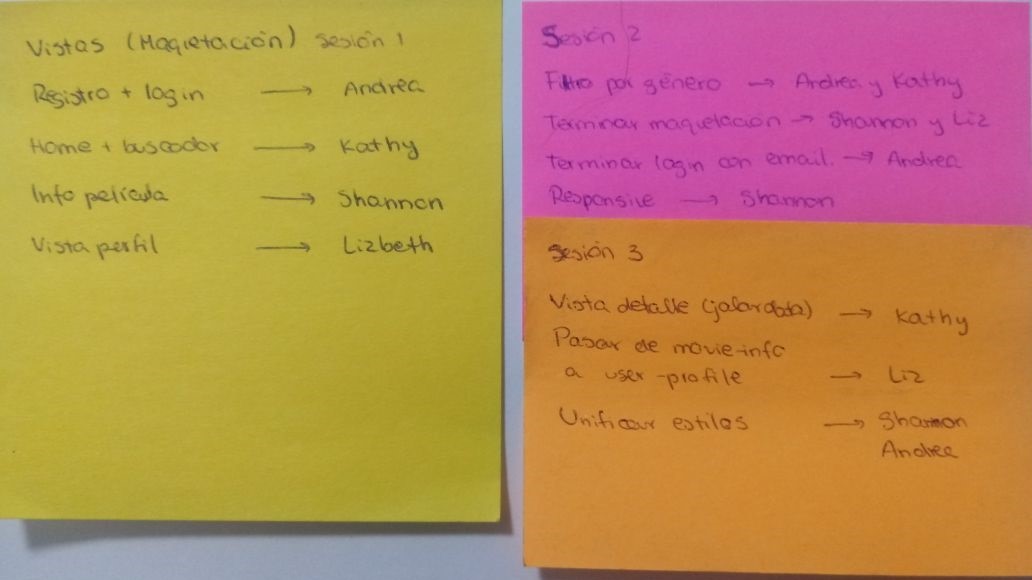 Vistas (Maquetación) Sesión 1
Registro + login → Andrea
Home + buscador → Kathy
Info película → Shannon
Vista perfil → Lizbeth
Sesión 2
Filtro por género → Andrea y Kathy
Terminar maquetación → Shannon y Liz
Terminar login con email. → Andrea
Responsive → Shannon
Sesión 3
Vista detalle (jalar data) → Kathy
Pasar de movie-info
a user-profile → Liz
Unificar estilos → Shannon
Andrea